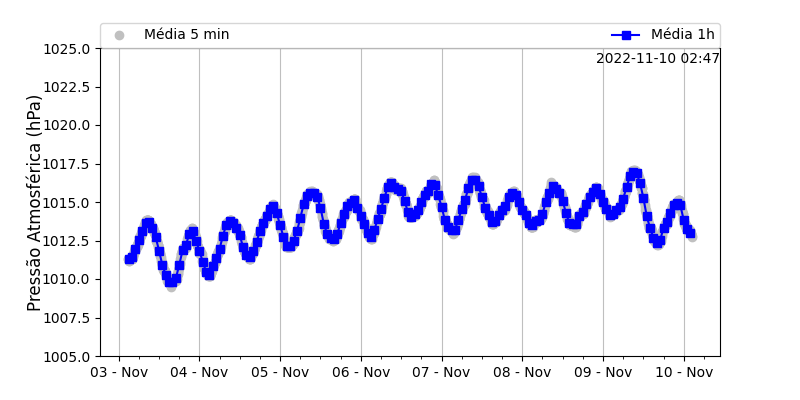 Média 5 min
Média 1h
2022-11-10 02:47
Pressão Atmosférica (hPa)
1025.0
1022.5
1020.0
1017.5
1015.0
1012.5
1010.0
1007.5
1005.0
03 - Nov
04 - Nov
05 - Nov
06 - Nov
07 - Nov
08 - Nov
09 - Nov
10 - Nov